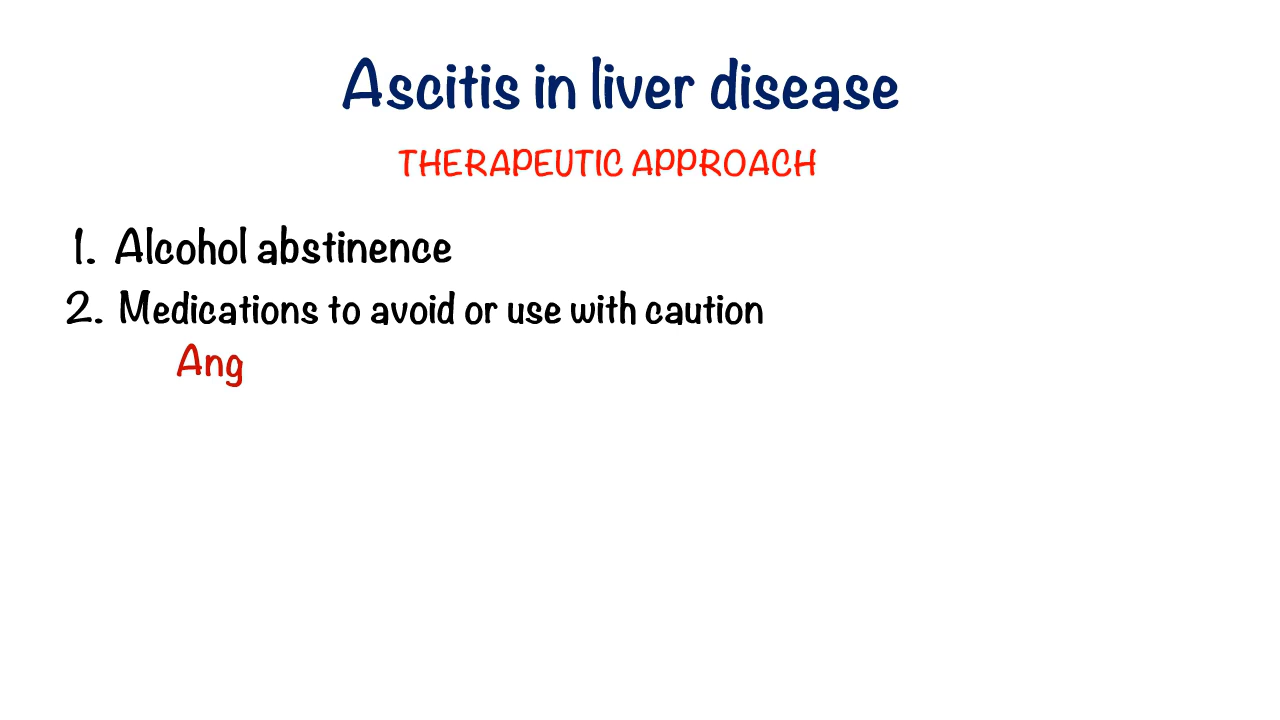 Ascitis in liver disease
THERAPEUTIC APPROACH
1. Alcohol abstinence
2. Medications to avoid or use with caution
Ang